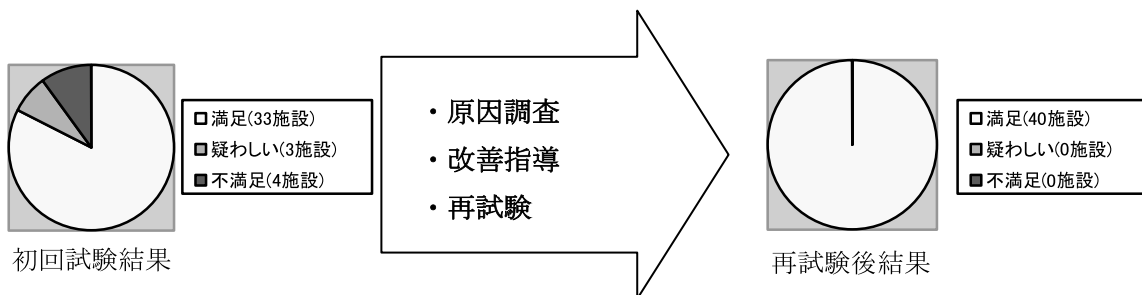 満足(33施設)
疑わしい(3施設)
不満足(4施設)
初回試験結果
・原因調査
・改善指導
・再試験
満足(40施設)
疑わしい(0施設)
不満足(0施設)
再試験後結果